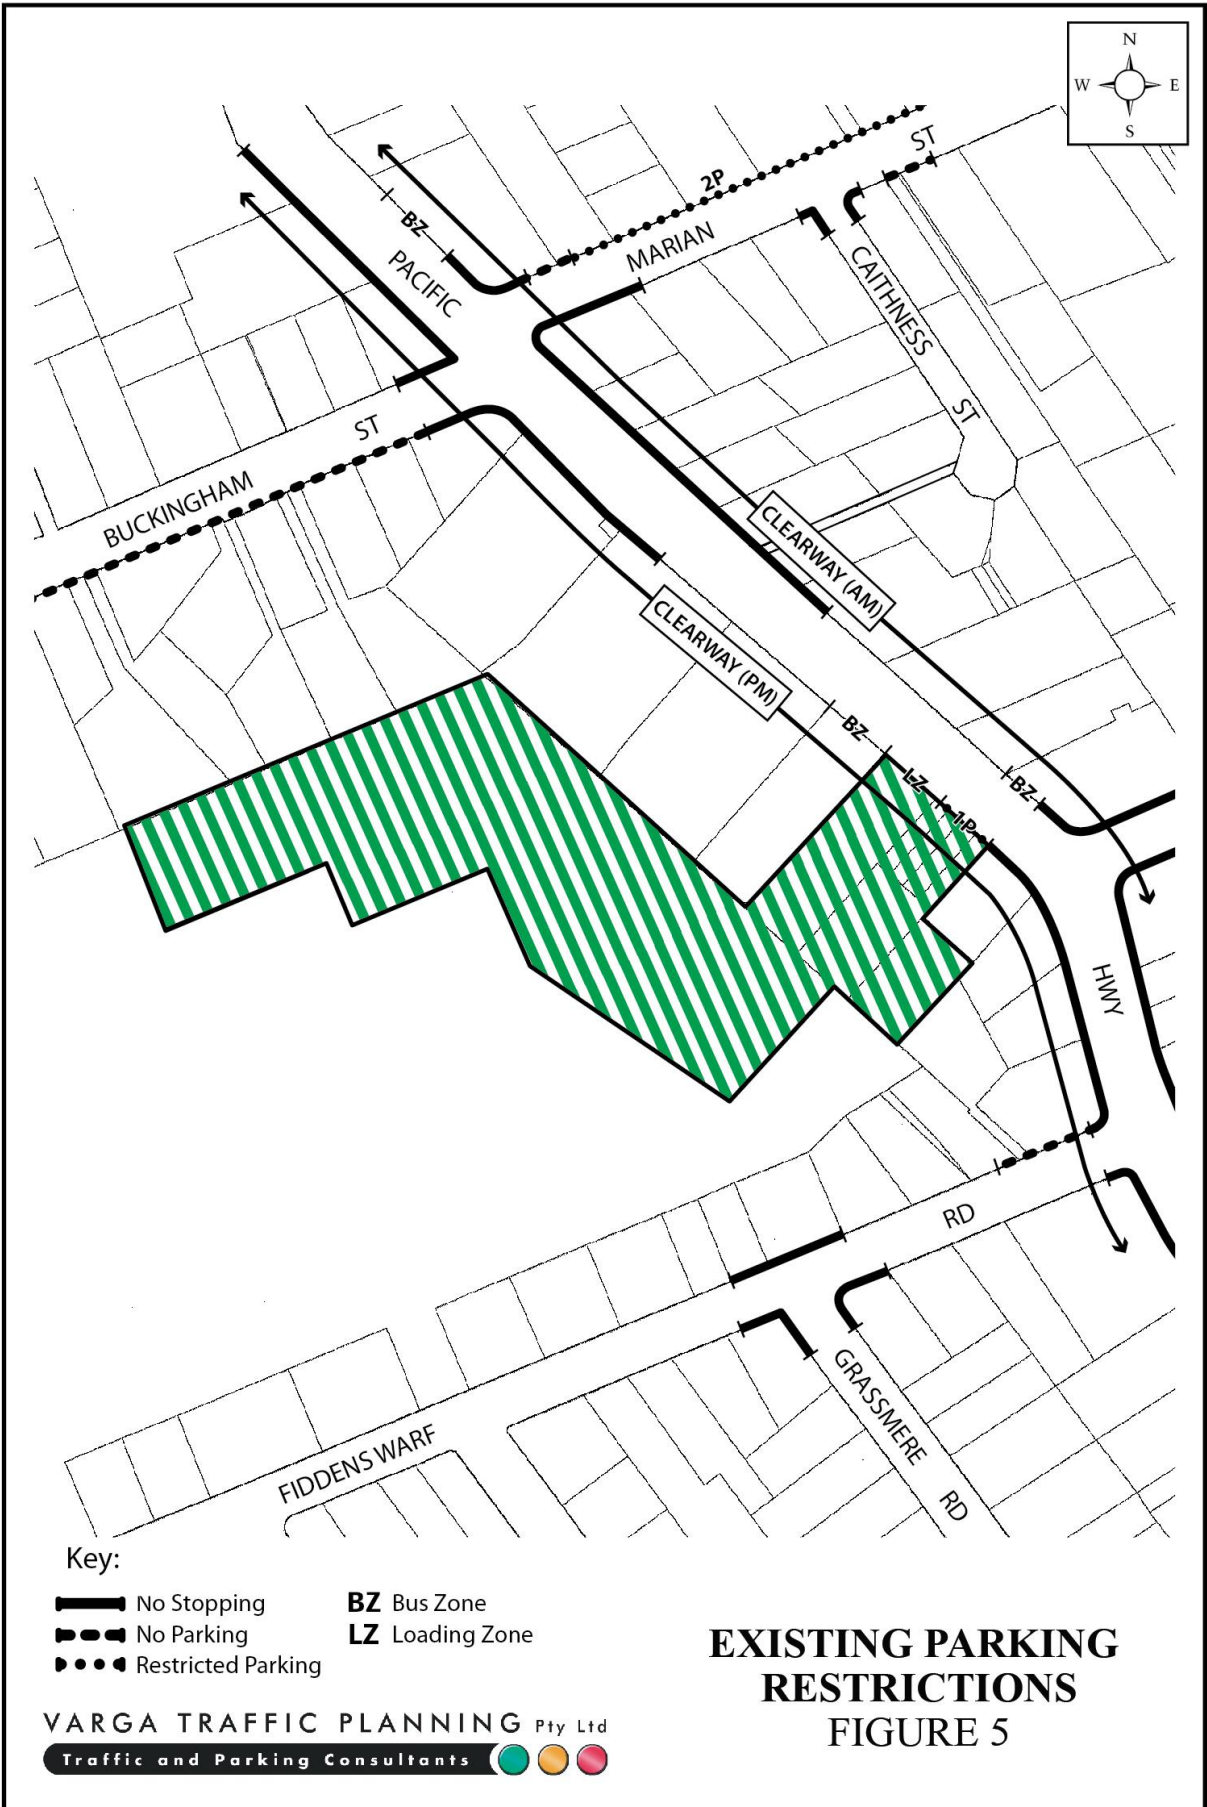 N
W E
S
ST
2P
MARIAN
BZ
PACIFIC
CAITHNESS
ST
ST
BUCKINGHAM
CLEARWAY (AM)
CLEARWAY (PM)
BZ
LZ
1P
BZ
HWY
RD
GRASSMERE
RD
FIDDENS WARF
Key:
No Stopping
No Parking
Restricted Parking
BZ Bus Zone
LZ Loading Zone
EXISTING PARKING
RESTRICTIONS
FIGURE 5
VARGA TRAFFIC PLANNING Pty Ltd
Traffic and Parking Consultants